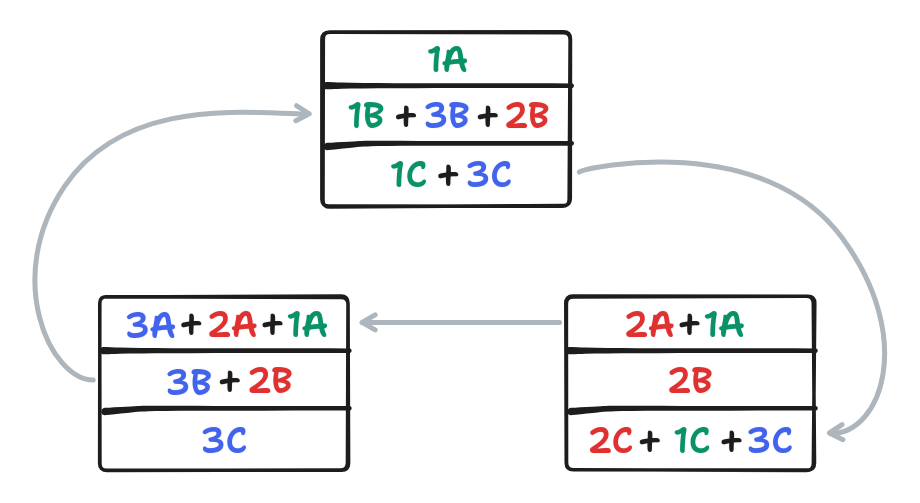 1A
1B + 3B + 2B
1C + 3C
3A + 2A + 1A
3B + 2B
3C
2A + 1A
2B
2C + 1C + 3C